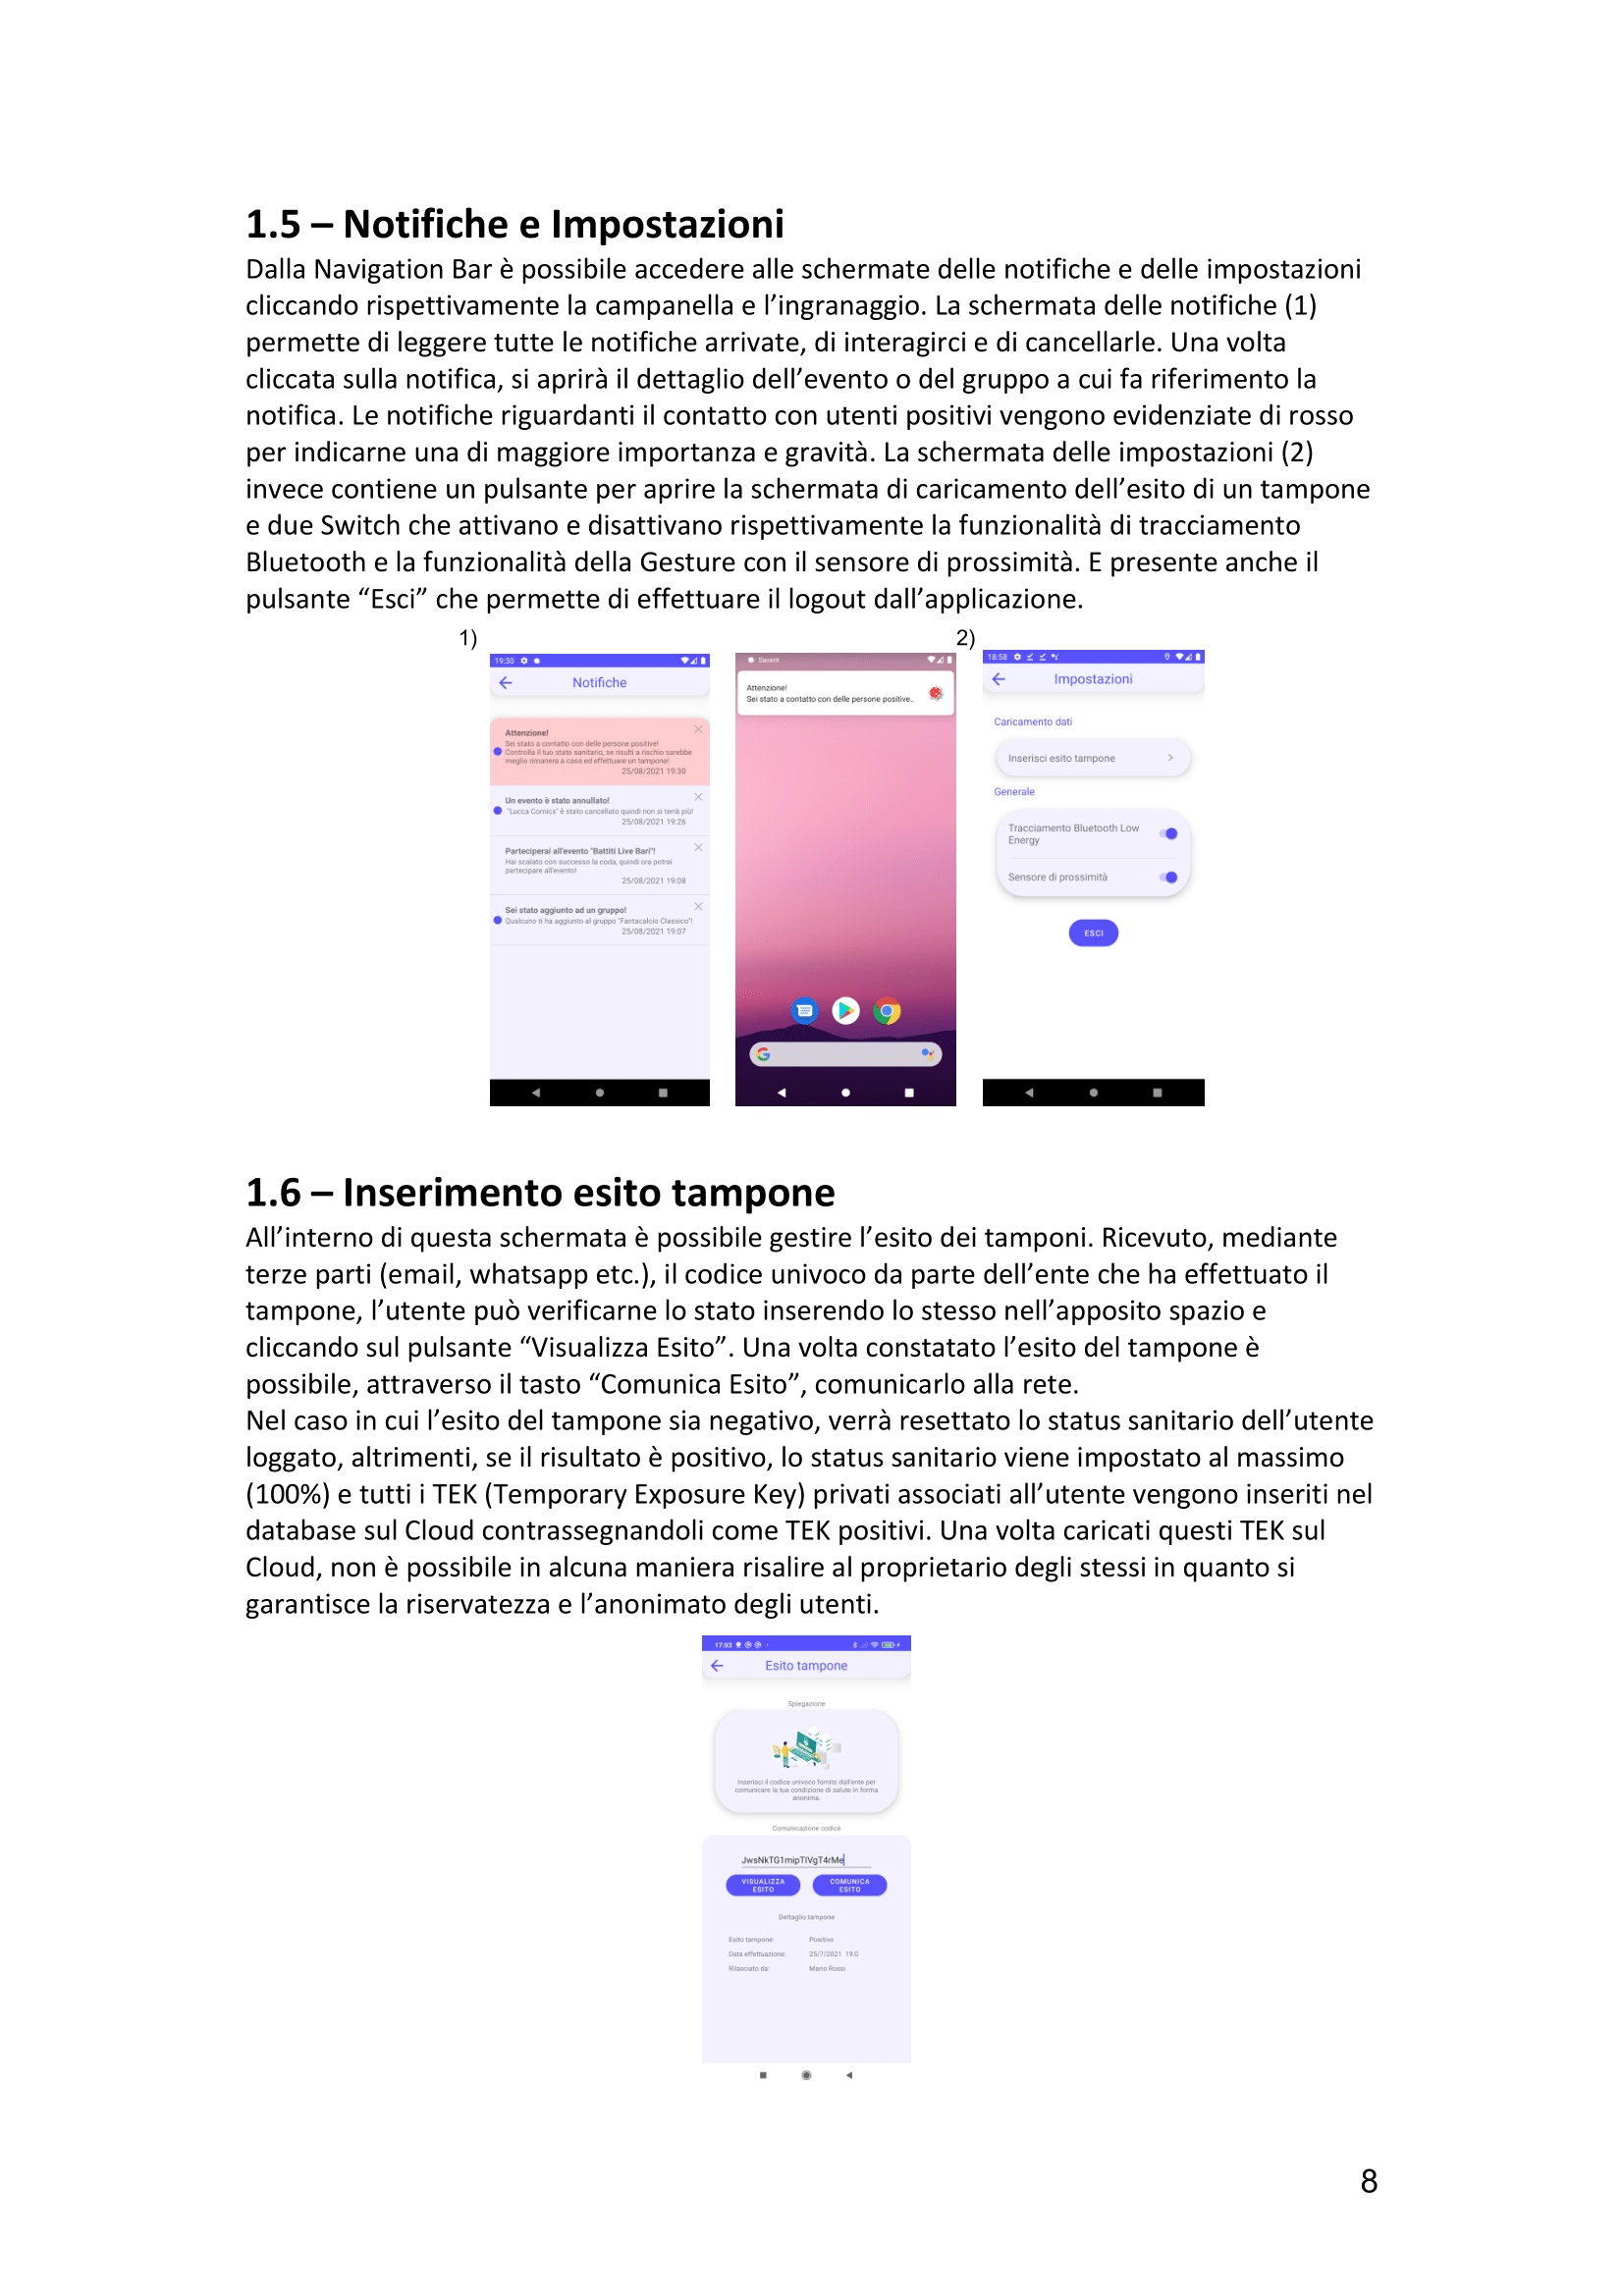 1.5 – Notifiche e Impostazioni
Dalla Navigation Bar è possibile accedere alle schermate delle notifiche e delle impostazioni
cliccando rispettivamente la campanella e l’ingranaggio. La schermata delle notifiche (1)
permette di leggere tutte le notifiche arrivate, di interagirci e di cancellarle. Una volta
cliccata sulla notifica, si aprirà il dettaglio dell’evento o del gruppo a cui fa riferimento la
notifica. Le notifiche riguardanti il contatto con utenti positivi vengono evidenziate di rosso
per indicarne una di maggiore importanza e gravità. La schermata delle impostazioni (2)
invece contiene un pulsante per aprire la schermata di caricamento dell’esito di un tampone
e due Switch che attivano e disattivano rispettivamente la funzionalità di tracciamento
Bluetooth e la funzionalità della Gesture con il sensore di prossimità. E presente anche il
pulsante “Esci” che permette di effettuare il logout dall’applicazione.
1)
19:30
Notifiche
Attenzione!
Sei stato a contatto con delle persone positive!
Controlla il tuo stato sanitario, se risulti a rischio sarebbe
meglio rimanera a casa ed effettuare un tampone!
25/08/2021 19:30
Un evento è stato annullato!
"Lucca Comics" è stato cancellato quindi non si terrà più!
25/08/2021 19:26
Parteciperai all'evento "Battiti Live Bari"!
Hai scalato con successo la coda, quindi ora potrai
partecipare all'evento!
25/08/2021 19:08
Sei stato aggiunto ad un gruppo!
Qualcuno ti ha aggiunto al gruppo "Fantacalcio Classico"!
25/08/2021 19:07
Savent
Attenzione!
Sei stato a contatto con delle persone positive..
2)
18:58
Impostazioni
Caricamento dati
Inserisci esito tampone
Generale
Tracciamento Bluetooth Low
Energy
Sensore di prossimità
ESCI
1.6 – Inserimento esito tampone
All’interno di questa schermata è possibile gestire l’esito dei tamponi. Ricevuto, mediante
terze parti (email, whatsapp etc.), il codice univoco da parte dell’ente che ha effettuato il
tampone, l’utente può verificarne lo stato inserendo lo stesso nell’apposito spazio e
cliccando sul pulsante “Visualizza Esito”. Una volta constatato l’esito del tampone è
possibile, attraverso il tasto “Comunica Esito”, comunicarlo alla rete.
Nel caso in cui l’esito del tampone sia negativo, verrà resettato lo status sanitario dell’utente
loggato, altrimenti, se il risultato è positivo, lo status sanitario viene impostato al massimo
(100%) e tutti i TEK (Temporary Exposure Key) privati associati all’utente vengono inseriti nel
database sul Cloud contrassegnandoli come TEK positivi. Una volta caricati questi TEK sul
Cloud, non è possibile in alcuna maniera risalire al proprietario degli stessi in quanto si
garantisce la riservatezza e l’anonimato degli utenti.
17:03
Esito tampone
Spiegazione
Inserisci il codice univoco fornito dall'ente per
comunicare la tua condizione di salute in forma
anonima.
Comunicazione codice
JwsNkTG1mipTIVgT4rMe
VISUALIZZA
ESITO
COMUNICA
ESITO
Dettaglio tampone
Esito tampone: Positivo
Data effettuazione: 25/7/2021 19:0
Rilasciato da: Mario Rossi
8